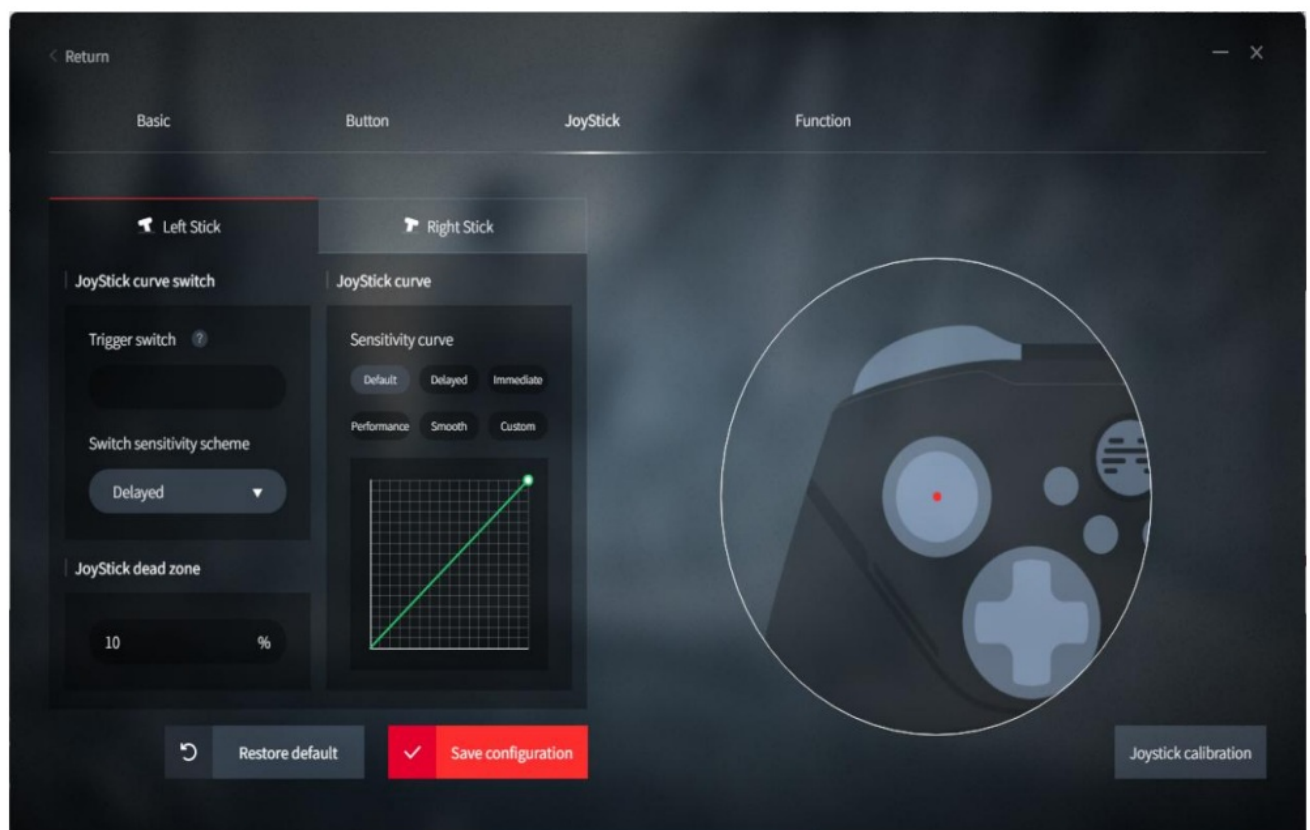 Return
Basic Button JoyStick Function
Left Stick Right Stick
JoyStick curve switch
Trigger switch ?
Switch sensitivity scheme
Delayed
JoyStick dead zone
10 %
JoyStick curve
Sensitivity curve
Default Delayed Immediate
Performance Smooth Custom
Restore default
Save configuration
Joystick calibration